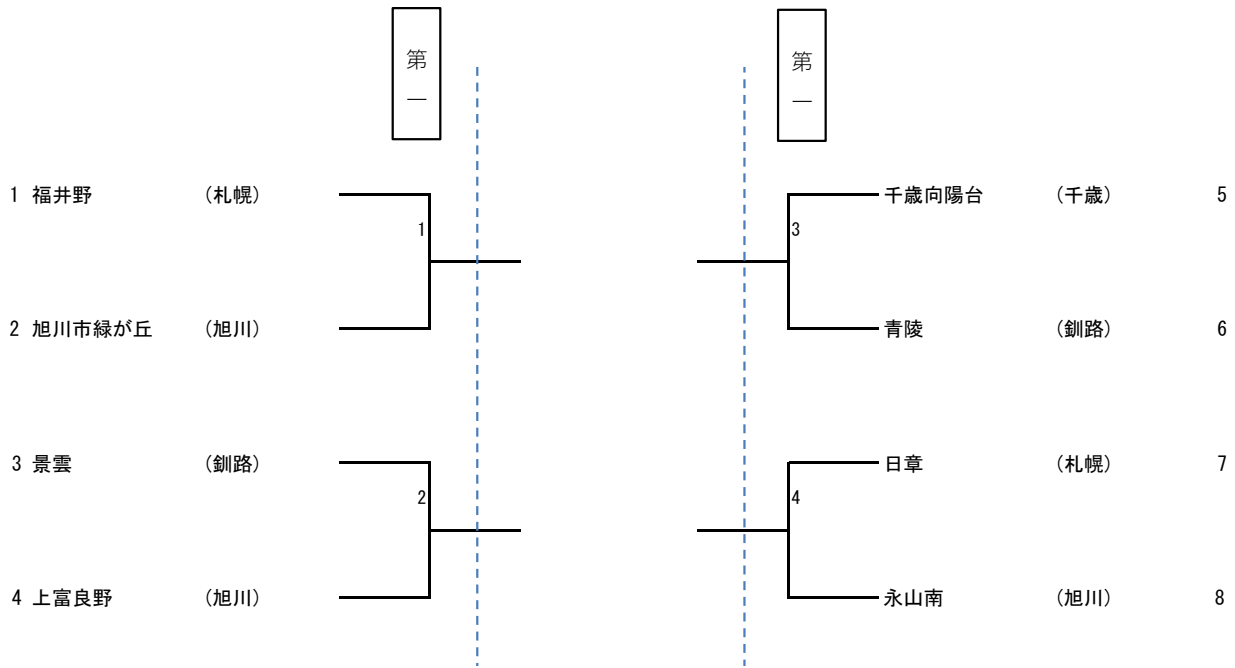 第一
第一
1 福井野 (札幌)
千歳向陽台 (千歳) 5
1
3
2 旭川市緑が丘 (旭川)
青陵 (釧路) 6
3 景雲 (釧路)
日章 (札幌) 7
2
4
4 上富良野 (旭川)
永山南 (旭川) 8